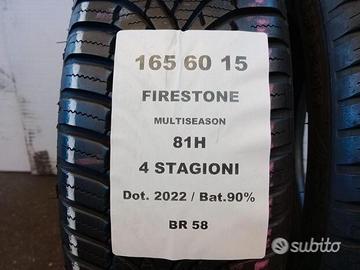 165 60 15
FIRESTONE
MULTISEASON
81H
4 STAGIONI
Dot. 2022 / Bat.90%
BR 58
subito